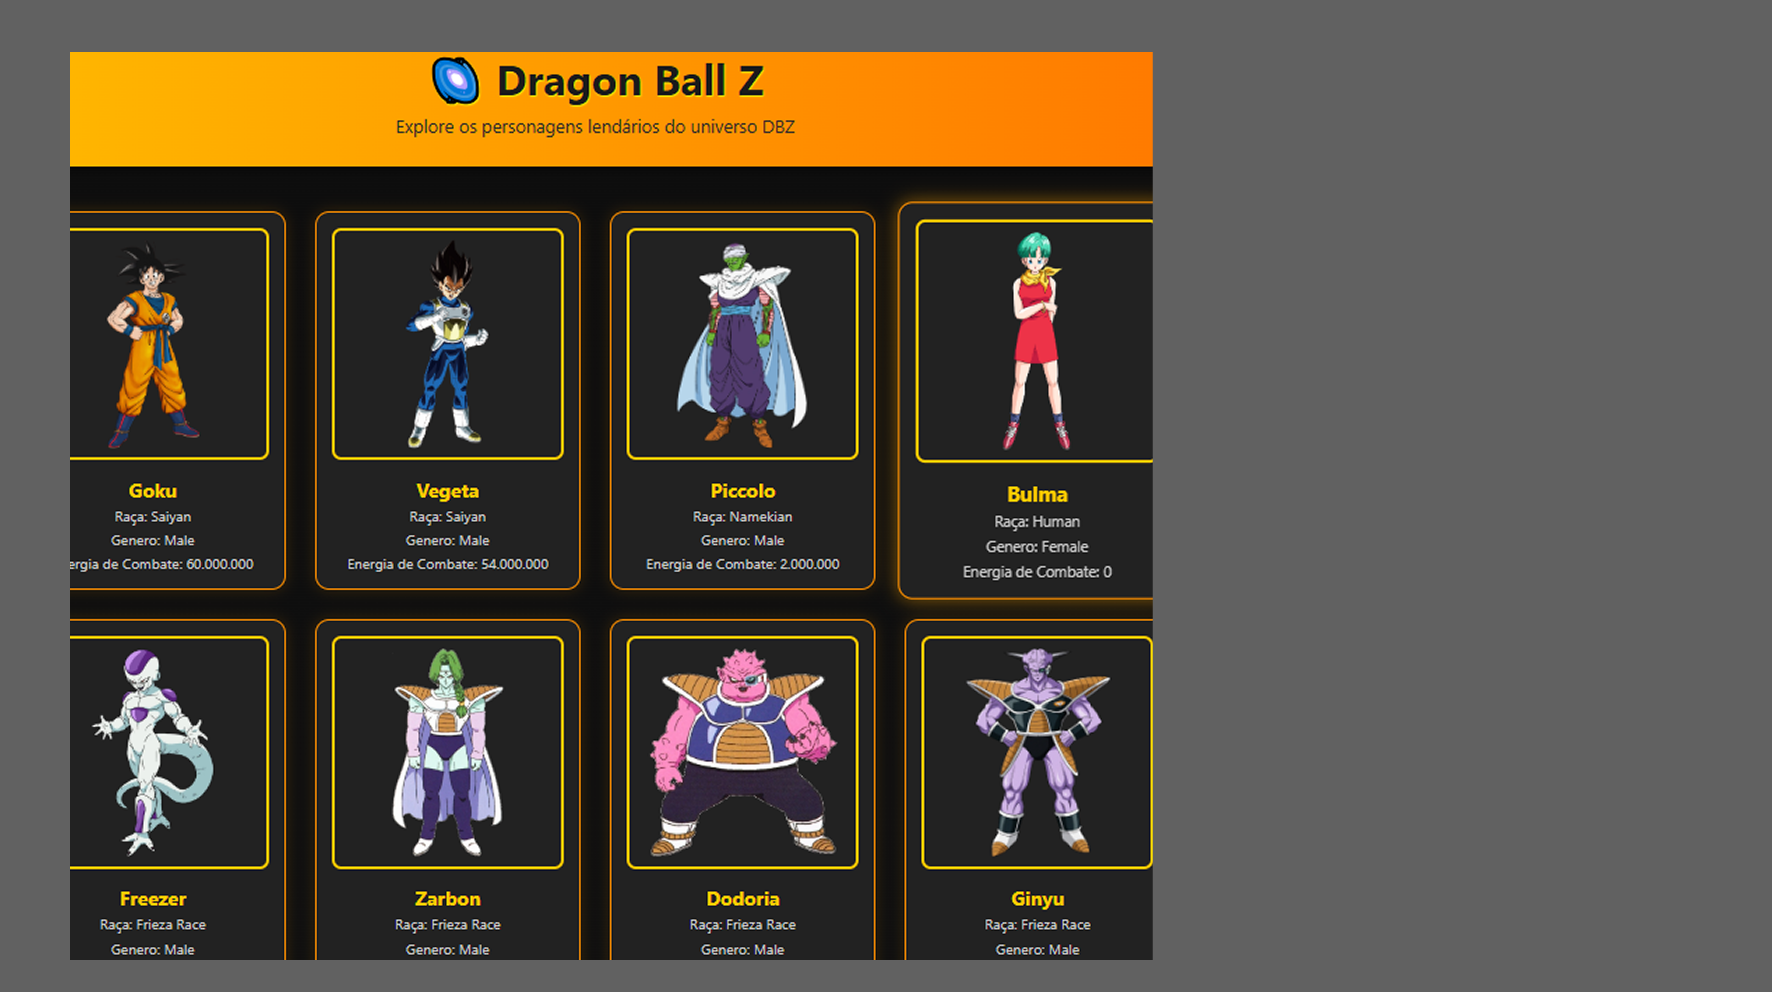 Dragon Ball Z
Explore os personagens lendários do universo DBZ
Goku
Raça: Saiyan
Genero: Male
ergia de Combate: 60.000.000
Vegeta
Raça: Saiyan
Genero: Male
Energia de Combate: 54.000.000
Piccolo
Raça: Namekian
Genero: Male
Energia de Combate: 2.000.000
Bulma
Raça: Human
Genero: Female
Energia de Combate: 0
Freezer
Raça: Frieza Race
Genero: Male
Zarbon
Raça: Frieza Race
Genero: Male
Dodoria
Raça: Frieza Race
Genero: Male
Ginyu
Raça: Frieza Race
Genero: Male